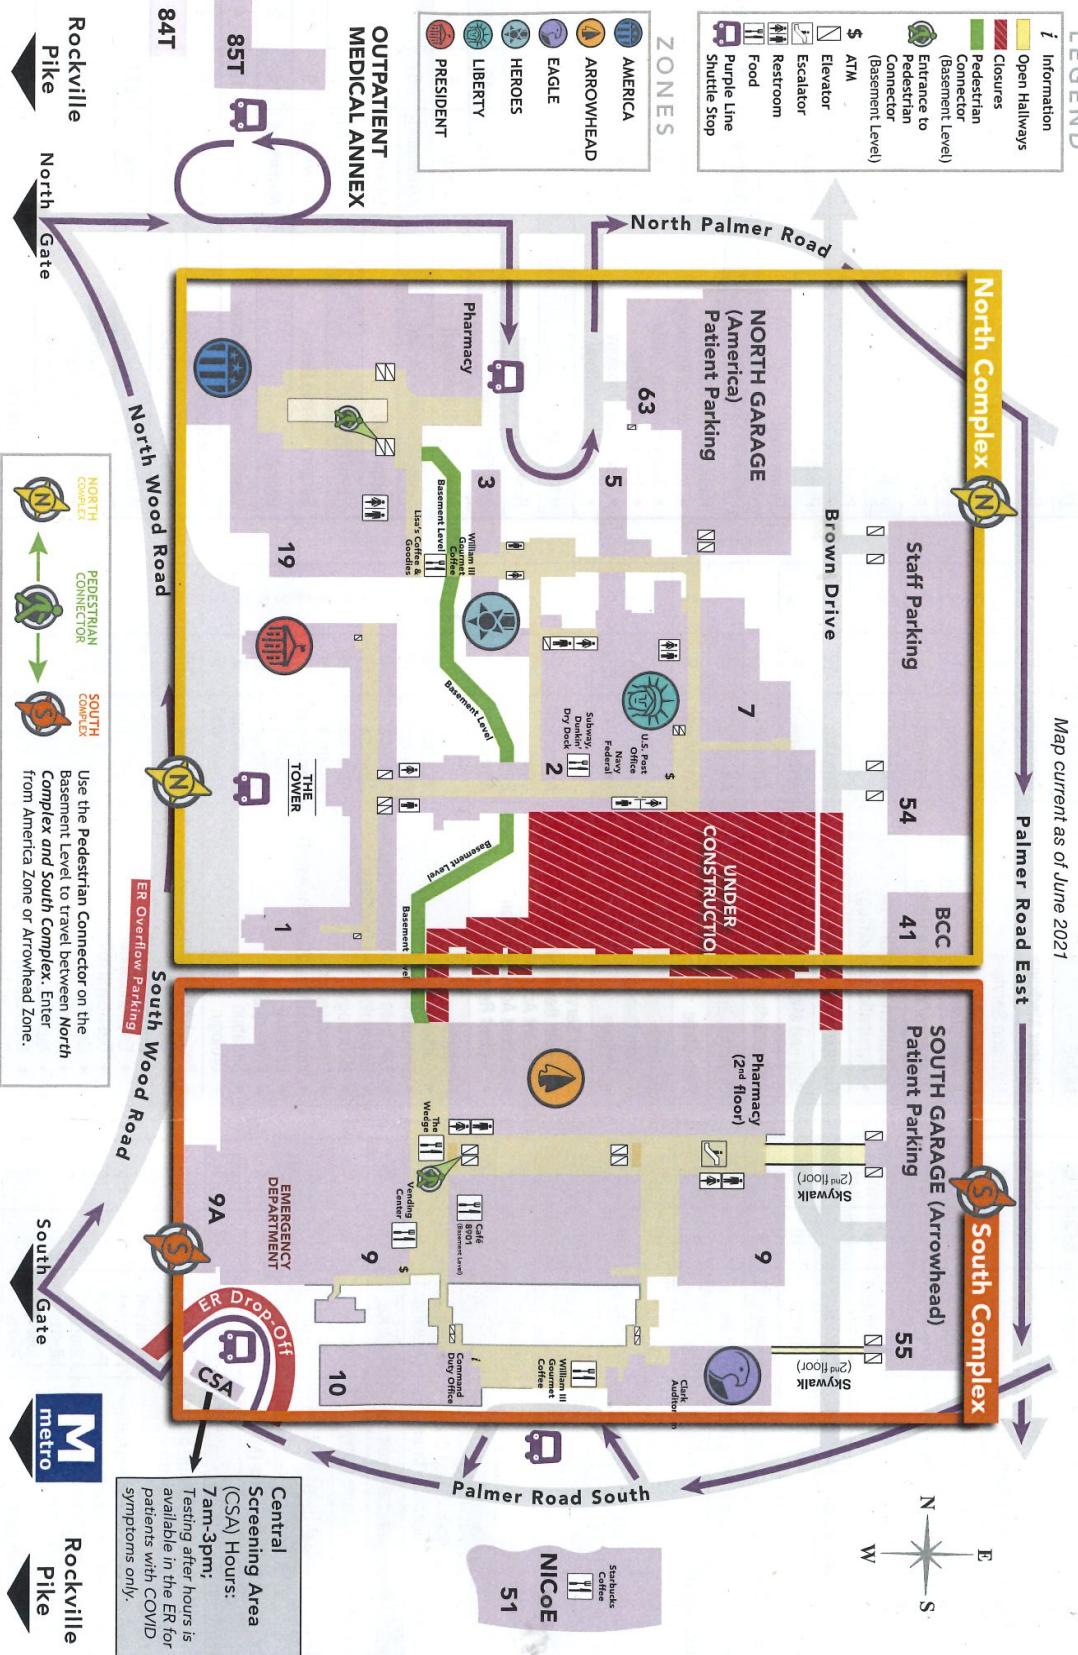 LEGEND
i Information
Open Hallways
Closures
Pedestrian
Connector
(Basement Level)
Entrance to
Pedestrian
Connector
(Basement Level)
$ ATM
Elevator
Escalator
Restroom
Food
Purple Line
Shuttle Stop
ZONES
AMERICA
ARROWHEAD
EAGLE
HEROES
LIBERTY
PRESIDENT
OUTPATIENT
MEDICAL ANNEX
85T
84T
Rockville
Pike
North Gate
North Palmer Road
Map current as of June 2021
Palmer Road East
North Complex
N
Staff Parking
54
BCC
41
Brown Drive
NORTH GARAGE
(America)
Patient Parking
63
5
3
7
Pharmacy
19
William III
Gourmet
Coffee
Lisa's Coffee &
Goodies
Basement Level
Basement Level
Basement Level
Basement Level
U.S. Post
Office
Navy
Federal
$
Subway,
Dunkin'
Dry Dock
2
UNDER
CONSTRUCTIO
THE
TOWER
1
N
North Wood Road
ER Overflow Parking
South Wood Road
NORTH
COMPLEX
N
PEDESTRIAN
CONNECTOR
SOUTH
COMPLEX
S
Use the Pedestrian Connector on the
Basement Level to travel between North
Complex and South Complex. Enter
from America Zone or Arrowhead Zone.
South Complex
S
SOUTH GARAGE (Arrowhead)
Patient Parking
55
Skywalk
(2nd floor)
Skywalk
(2nd floor)
Pharmacy
(2nd floor)
9
The
Wedge
Café
8901
(Basement Level)
Vending
Center
$
9
EMERGENCY
DEPARTMENT
9A
S
ER Drop-Off
CSA
10
i
Command
Duty Office
William III
Gourmet
Coffee
Clark
Auditor
Palmer Road South
South Gate
M
metro
Rockville
Pike
Central
Screening Area
(CSA) Hours:
7am-3pm;
Testing after hours is
available in the ER for
patients with COVID
symptoms only.
Starbucks
Coffee
NICoE
51
N
E
S
W